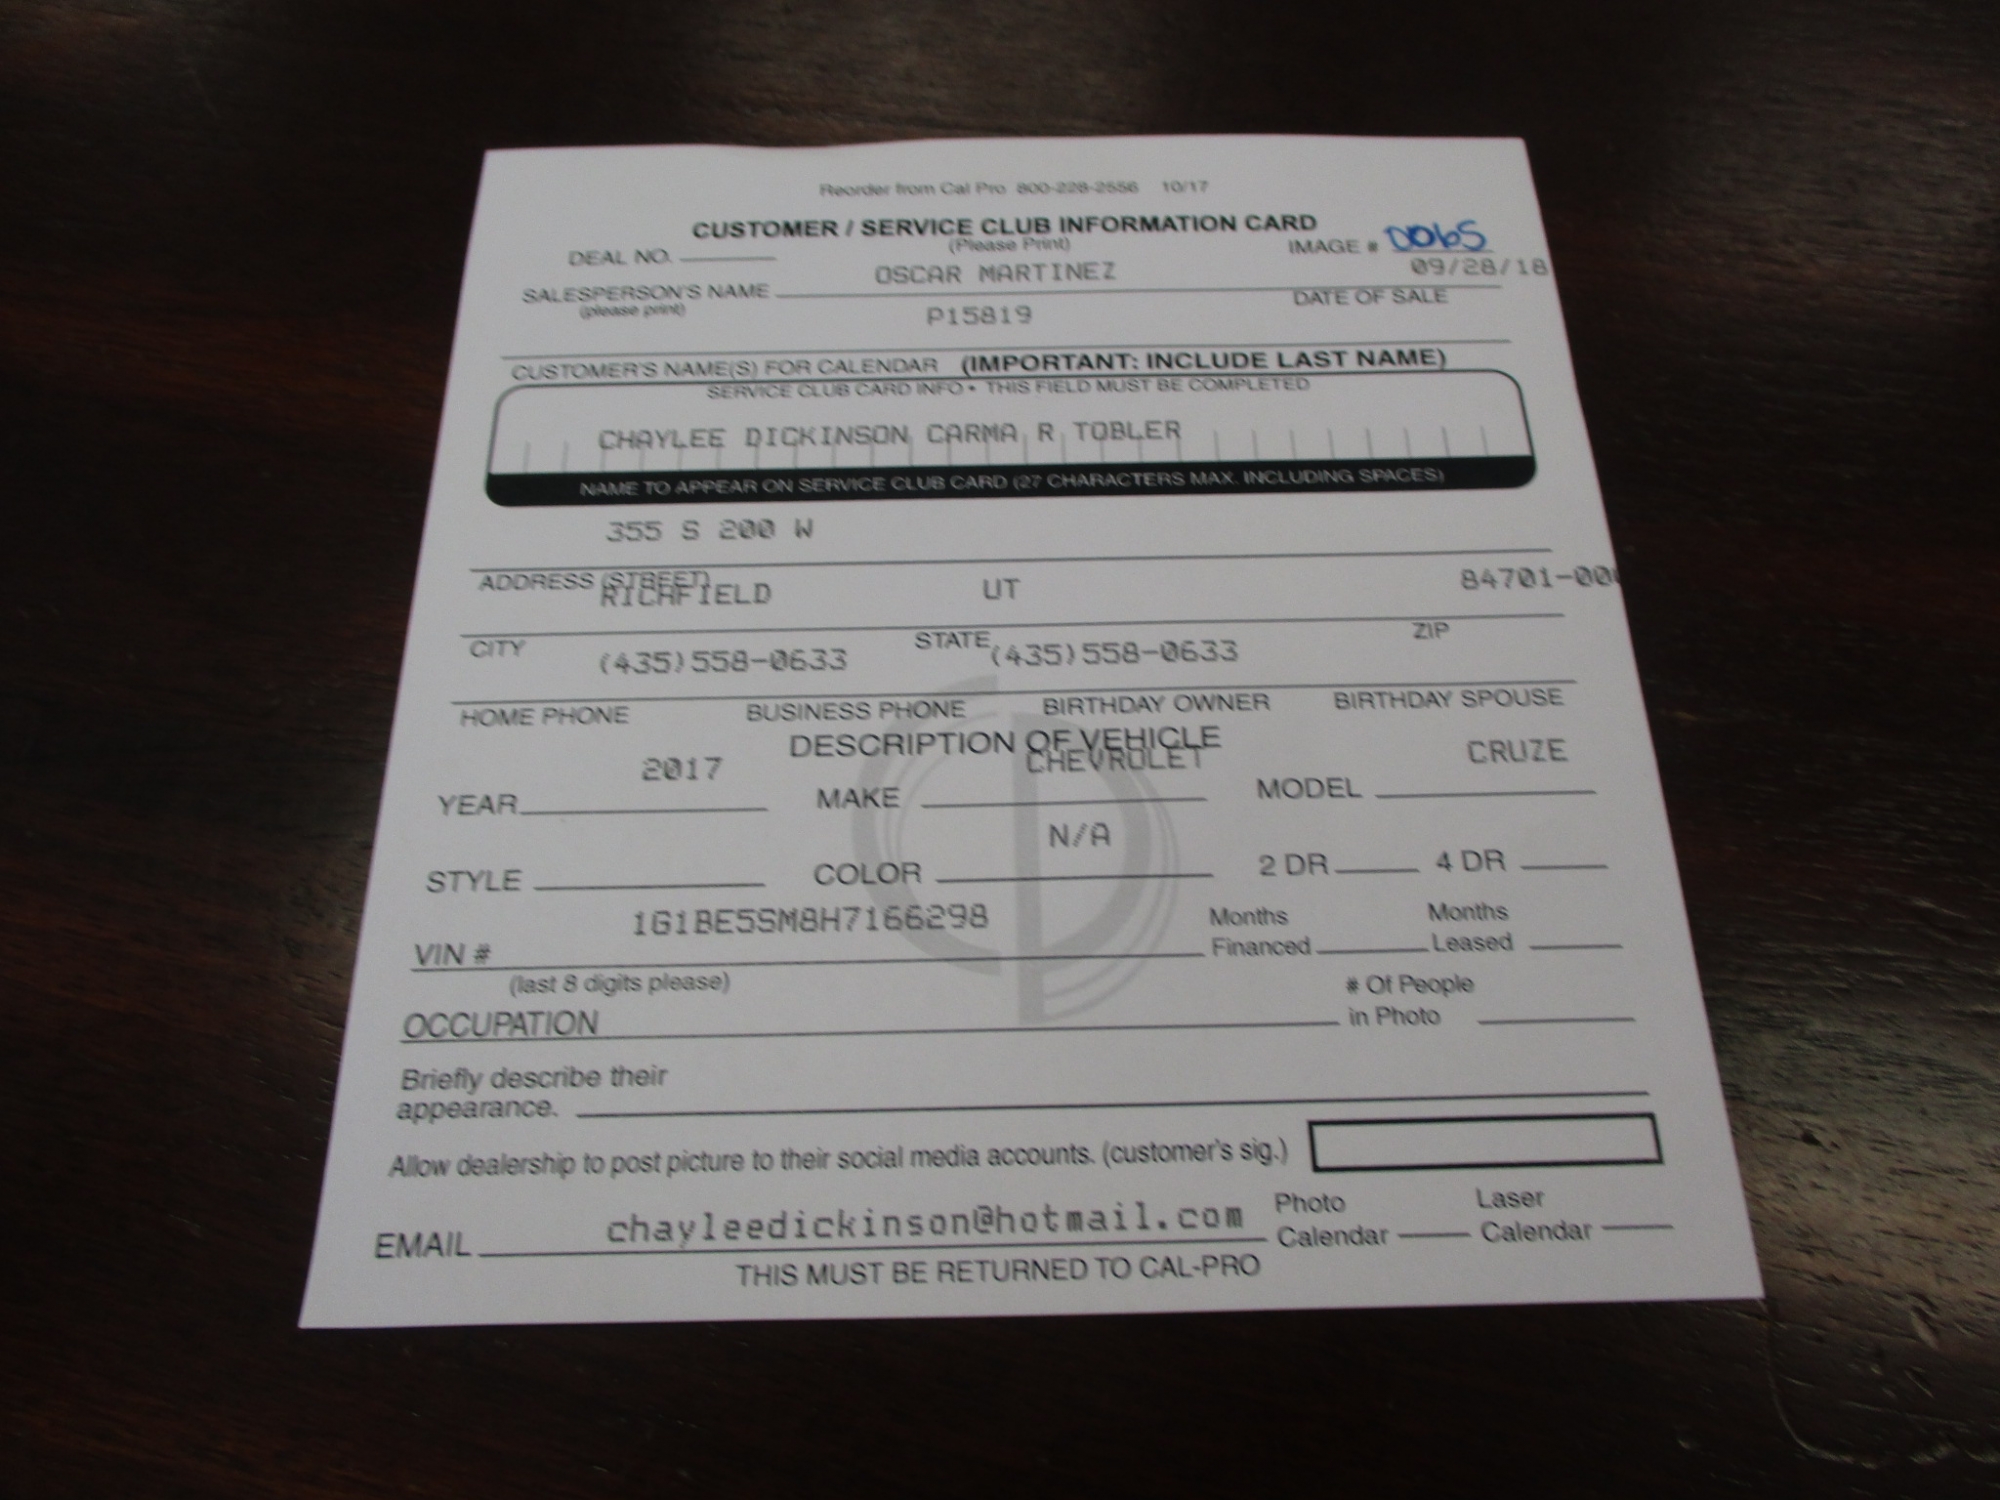 Reorder from Cal Pro 800-228-2556 10/17
CUSTOMER / SERVICE CLUB INFORMATION CARD
(Please Print)
DEAL NO. IMAGE # 0065
OSCAR MARTINEZ 09/28/18
SALESPERSON'S NAME DATE OF SALE
(please print)
P15819
CUSTOMER'S NAME(S) FOR CALENDAR (IMPORTANT: INCLUDE LAST NAME)
SERVICE CLUB CARD INFO • THIS FIELD MUST BE COMPLETED
CHAYLEE DICKINSON CARMA R TOBLER
NAME TO APPEAR ON SERVICE CLUB CARD (27 CHARACTERS MAX. INCLUDING SPACES)
355 S 200 W
ADDRESS (STREET)
RICHFIELD UT 84701-00
CITY STATE ZIP
(435)558-0633 (435)558-0633
HOME PHONE BUSINESS PHONE BIRTHDAY OWNER BIRTHDAY SPOUSE
DESCRIPTION OF VEHICLE
2017 CHEVROLET CRUZE
YEAR MAKE MODEL
N/A
STYLE COLOR 2 DR 4 DR
1G1BE5SM8H7166298
VIN # Months Financed Months Leased
(last 8 digits please)
OCCUPATION # Of People in Photo
Briefly describe their
appearance.
Allow dealership to post picture to their social media accounts. (customer's sig.)
EMAIL chayleedickinson@hotmail.com Photo Calendar Laser Calendar
THIS MUST BE RETURNED TO CAL-PRO